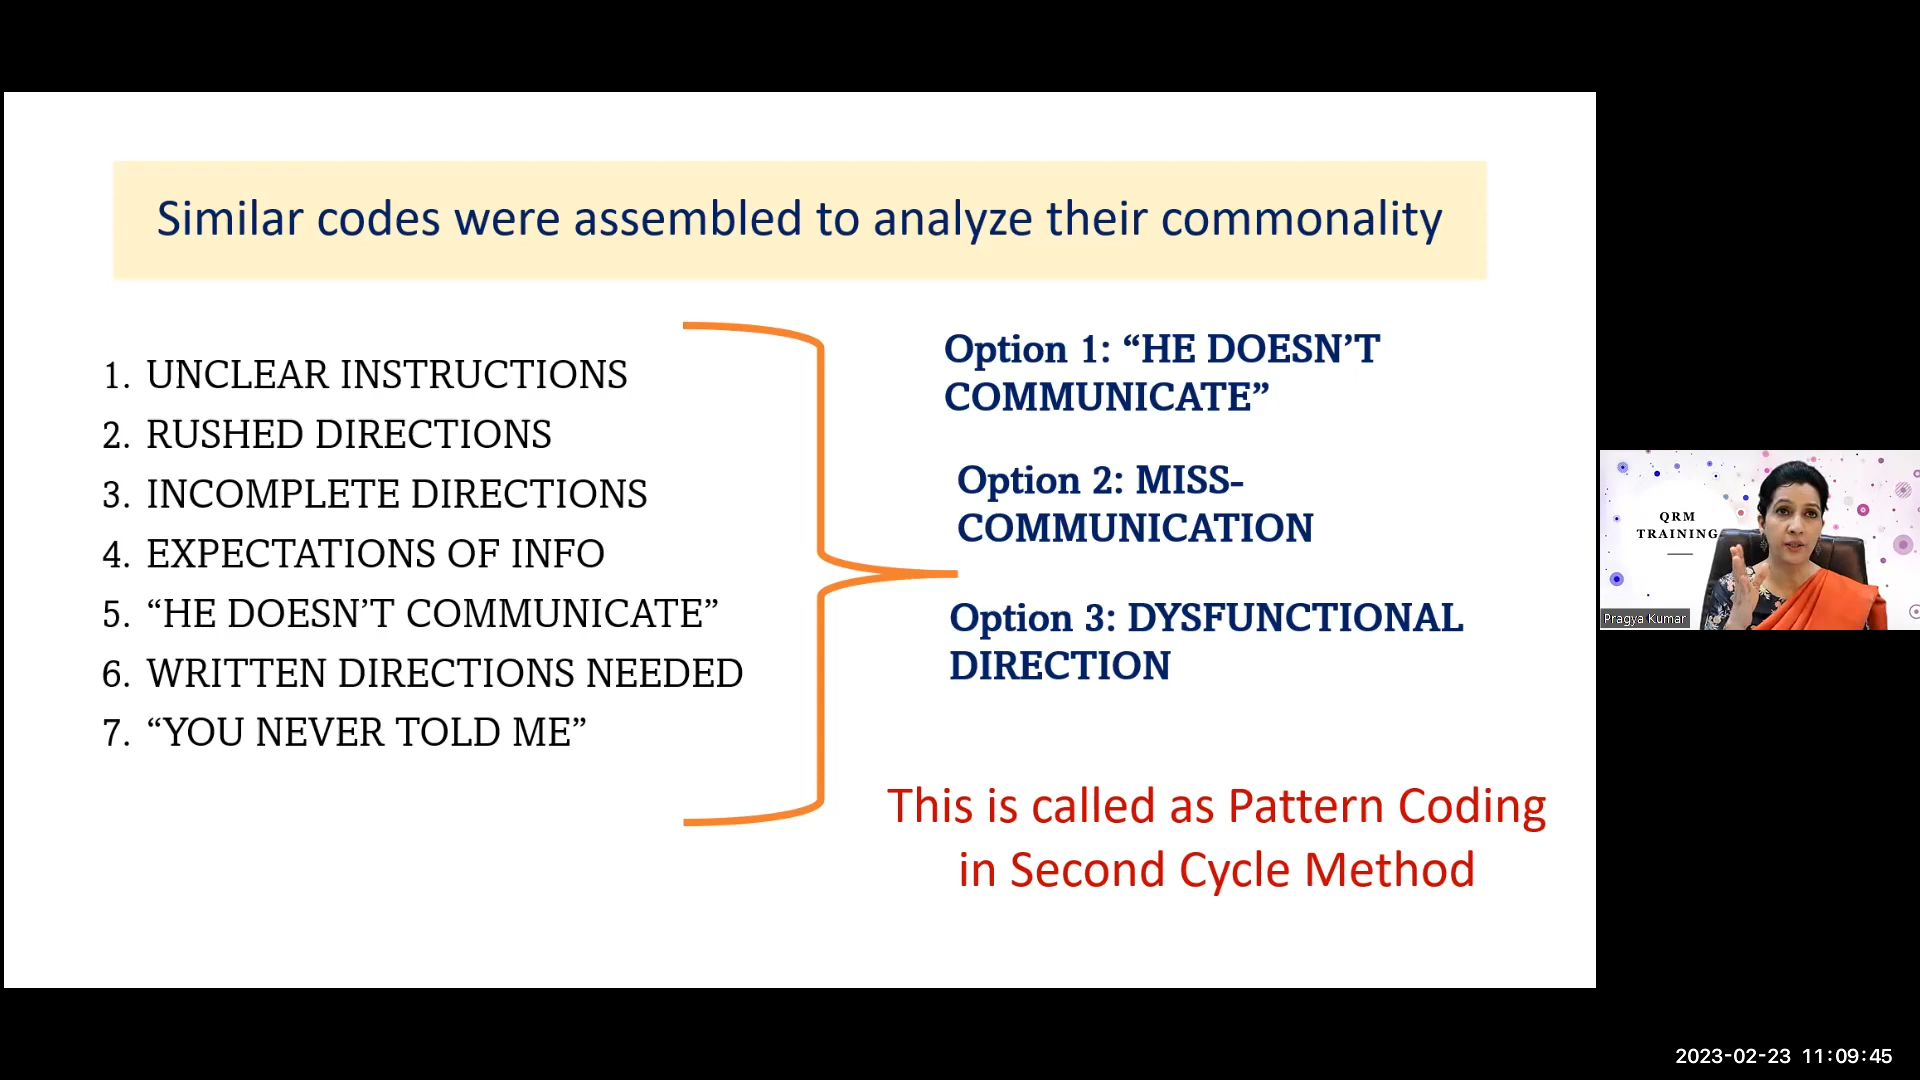 Similar codes were assembled to analyze their commonality
1. UNCLEAR INSTRUCTIONS
2. RUSHED DIRECTIONS
3. INCOMPLETE DIRECTIONS
4. EXPECTATIONS OF INFO
5. “HE DOESN’T COMMUNICATE”
6. WRITTEN DIRECTIONS NEEDED
7. “YOU NEVER TOLD ME”
Option 1: “HE DOESN’T
COMMUNICATE”
Option 2: MISS-
COMMUNICATION
Option 3: DYSFUNCTIONAL
DIRECTION
This is called as Pattern Coding
in Second Cycle Method
QRM
TRAINING
Pragya Kumar
2023-02-23 11:09:45